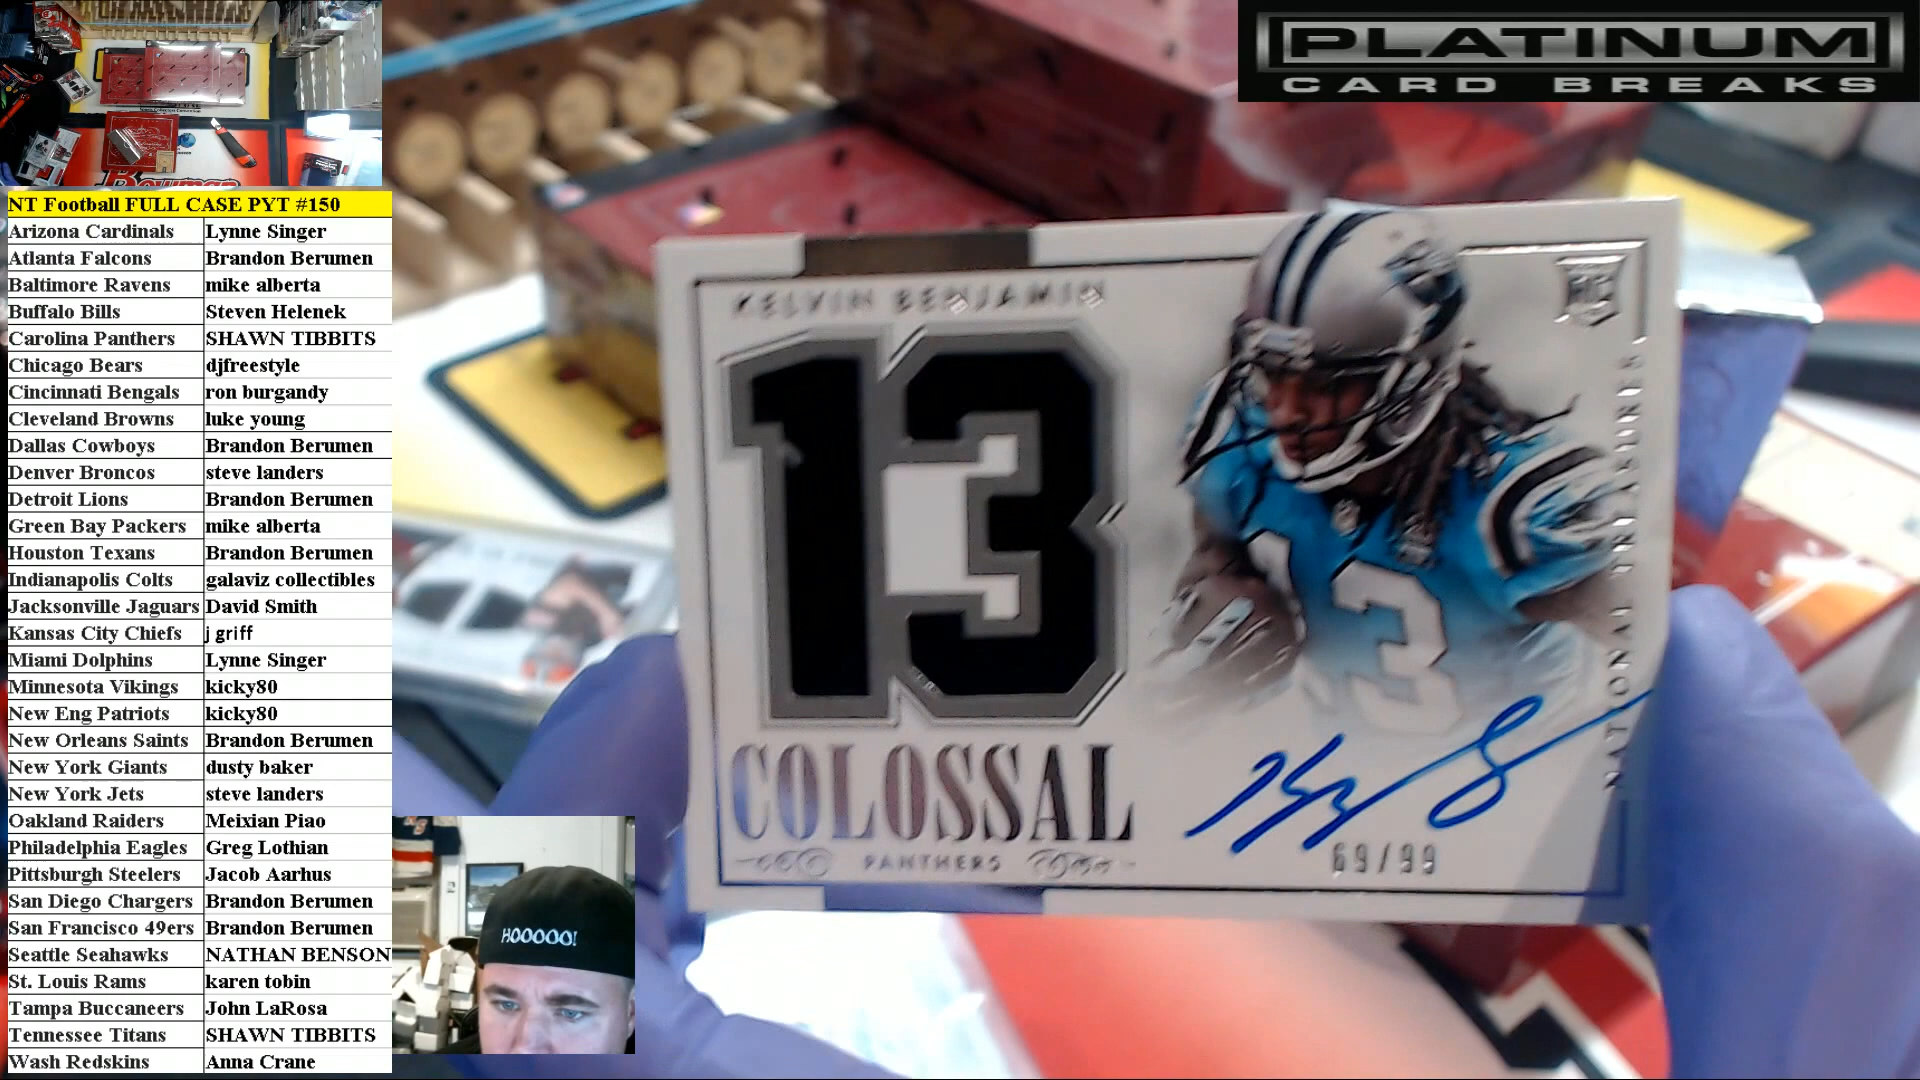 PLATINUM
CARD BREAKS
Bowman
NT Football FULL CASE PYT #150
Arizona Cardinals Lynne Singer
Atlanta Falcons Brandon Berumen
Baltimore Ravens mike alberta
Buffalo Bills Steven Helenek
Carolina Panthers SHAWN TIBBITS
Chicago Bears djfreestyle
Cincinnati Bengals ron burgandy
Cleveland Browns luke young
Dallas Cowboys Brandon Berumen
Denver Broncos steve landers
Detroit Lions Brandon Berumen
Green Bay Packers mike alberta
Houston Texans Brandon Berumen
Indianapolis Colts galaviz collectibles
Jacksonville Jaguars David Smith
Kansas City Chiefs j griff
Miami Dolphins Lynne Singer
Minnesota Vikings kicky80
New Eng Patriots kicky80
New Orleans Saints Brandon Berumen
New York Giants dusty baker
New York Jets steve landers
Oakland Raiders Meixian Piao
Philadelphia Eagles Greg Lothian
Pittsburgh Steelers Jacob Aarhus
San Diego Chargers Brandon Berumen
San Francisco 49ers Brandon Berumen
Seattle Seahawks NATHAN BENSON
St. Louis Rams karen tobin
Tampa Buccaneers John LaRosa
Tennessee Titans SHAWN TIBBITS
Wash Redskins Anna Crane
KELVIN BENJAMIN
RC
13
13
NATIONAL TREASURES
COLOSSAL
PANTHERS
69/99
HOOOOO!